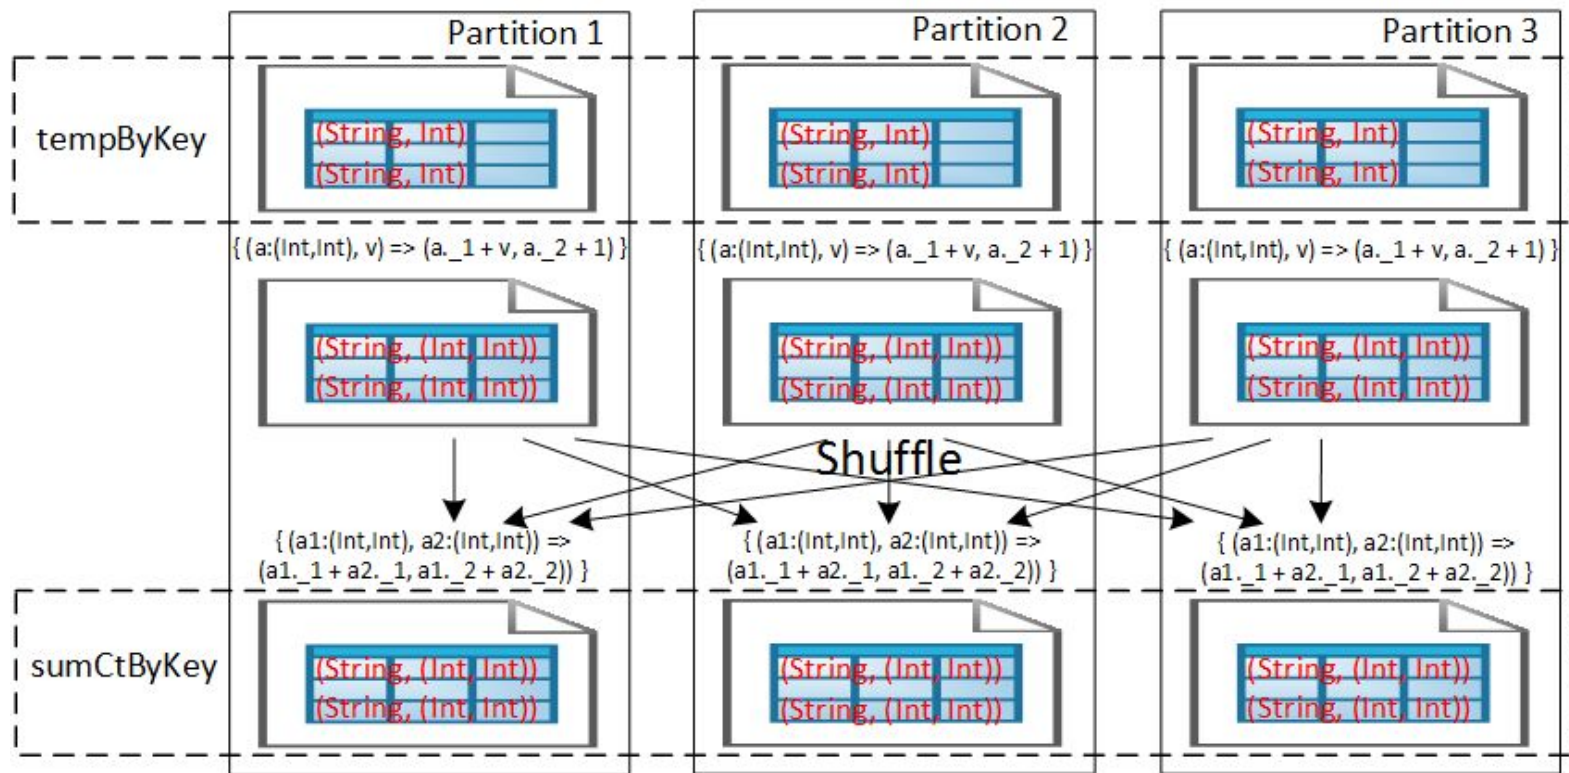 Partition 1
Partition 2
Partition 3
tempByKey
(String, Int)
(String, Int)
(String, Int)
(String, Int)
(String, Int)
(String, Int)
{ (a:(Int,Int), v) => (a._1 + v, a._2 + 1) }
{ (a:(Int,Int), v) => (a._1 + v, a._2 + 1) }
{ (a:(Int,Int), v) => (a._1 + v, a._2 + 1) }
(String, (Int, Int))
(String, (Int, Int))
(String, (Int, Int))
(String, (Int, Int))
(String, (Int, Int))
(String, (Int, Int))
Shuffle
{ (a1:(Int,Int), a2:(Int,Int)) =>
(a1._1 + a2._1, a1._2 + a2._2)) }
{ (a1:(Int,Int), a2:(Int,Int)) =>
(a1._1 + a2._1, a1._2 + a2._2)) }
{ (a1:(Int,Int), a2:(Int,Int)) =>
(a1._1 + a2._1, a1._2 + a2._2)) }
sumCtByKey
(String, (Int, Int))
(String, (Int, Int))
(String, (Int, Int))
(String, (Int, Int))
(String, (Int, Int))
(String, (Int, Int))